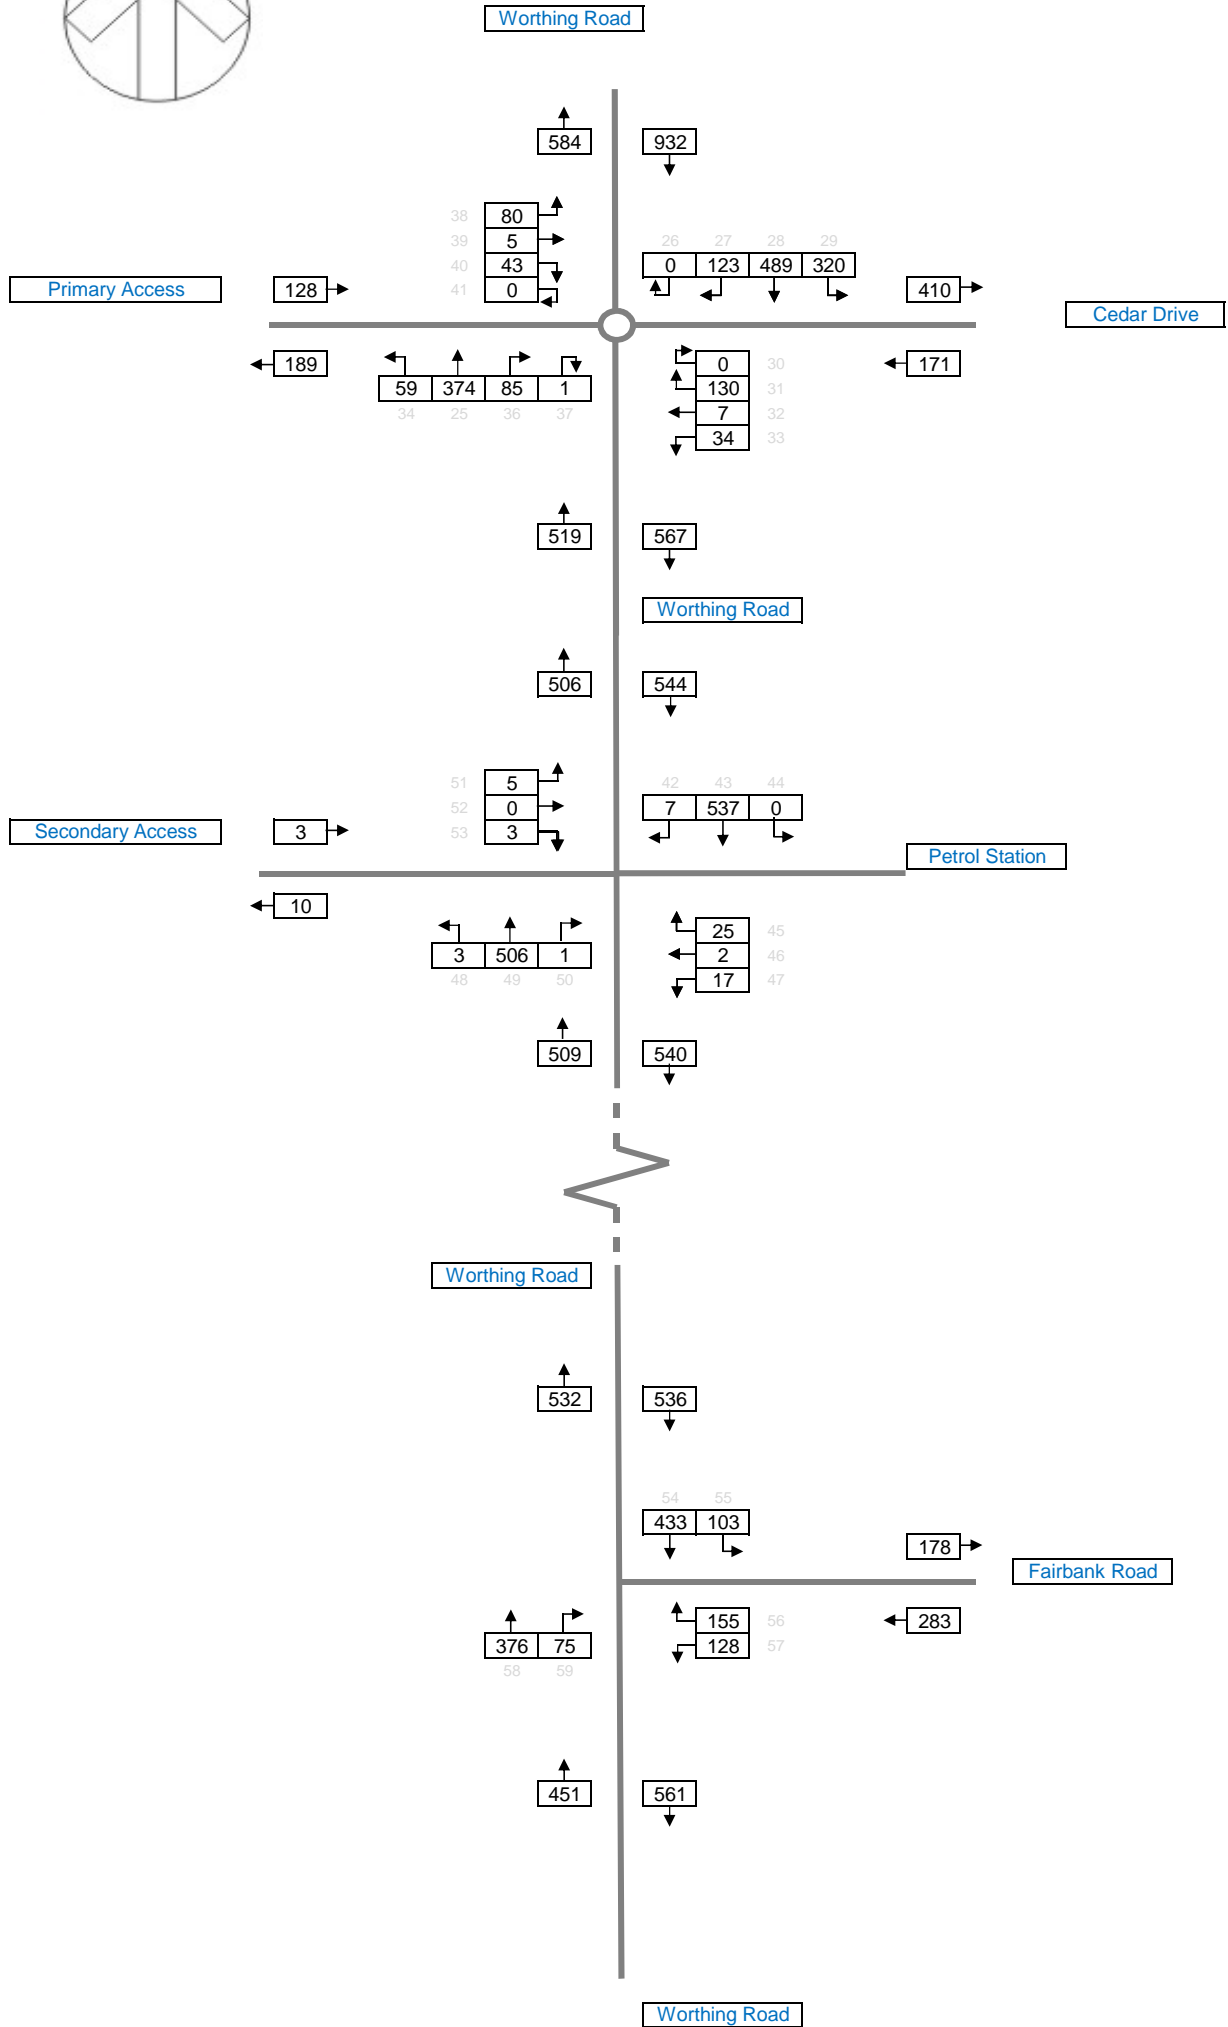 Worthing Road
584 932
38 80
39 5
26 27 28 29
40 43
0 123 489 320
Primary Access 128 41 0 410
Cedar Drive
189 0 30 171
59 374 85 1 130 31
34 25 36 37 7 32
34 33
519 567
Worthing Road
506 544
51 5 42 43 44
52 0 7 537 0
Secondary Access 3 53 3
Petrol Station
10
25 45
3 506 1 2 46
48 49 50 17 47
509 540
Worthing Road
532 536
54 55
433 103
178
Fairbank Road
155 56 283
376 75 128 57
58 59
451 561
Worthing Road